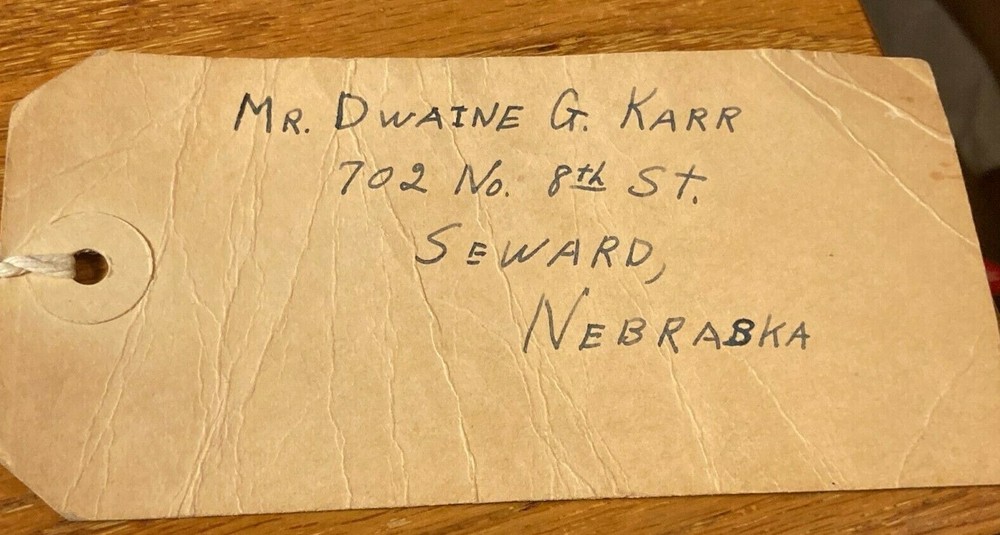 Mr. Dwaine G. Karr
702 No. 8th St.
Seward,
Nebraska